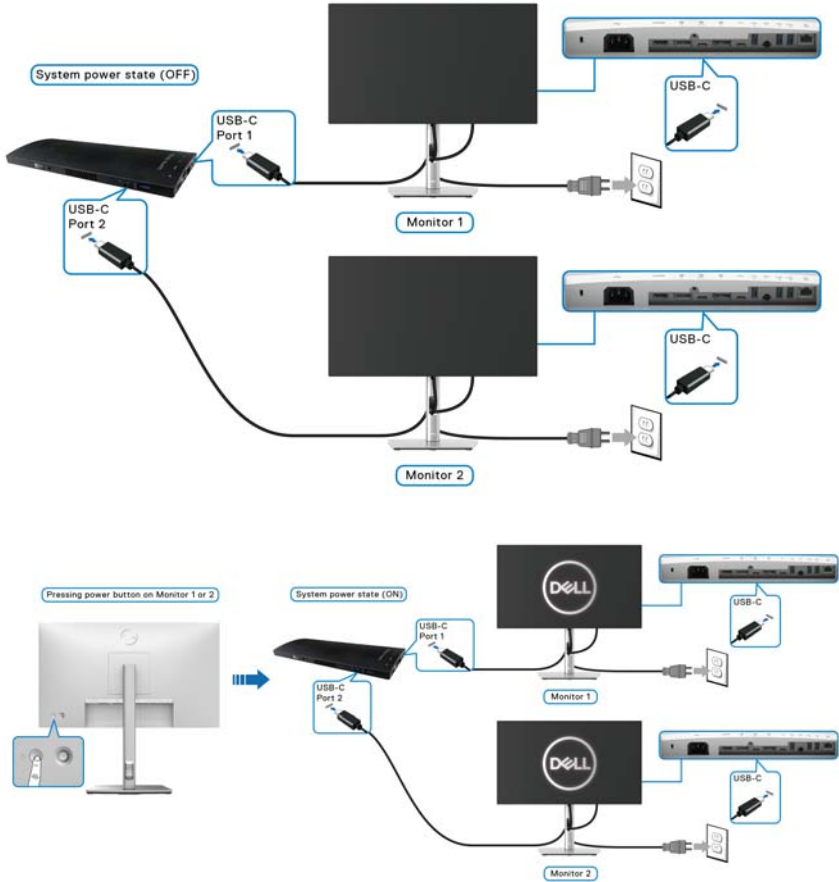 System power state (OFF)
USB-C
Port 1
USB-C
USB-C
Port 2
Monitor 1
USB-C
Monitor 2
Pressing power button on Monitor 1 or 2
System power state (ON)
DELL
USB-C
Port 1
USB-C
USB-C
Port 2
Monitor 1
DELL
USB-C
Monitor 2